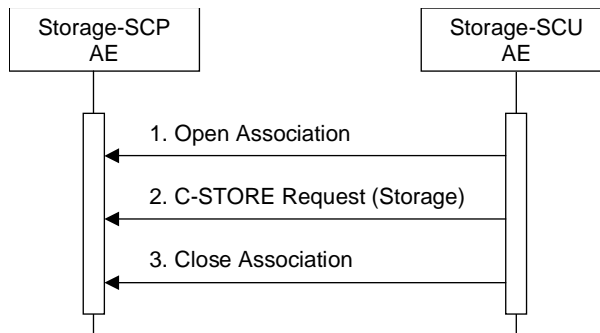 Storage-SCP
AE
Storage-SCU
AE
1. Open Association
2. C-STORE Request (Storage)
3. Close Association